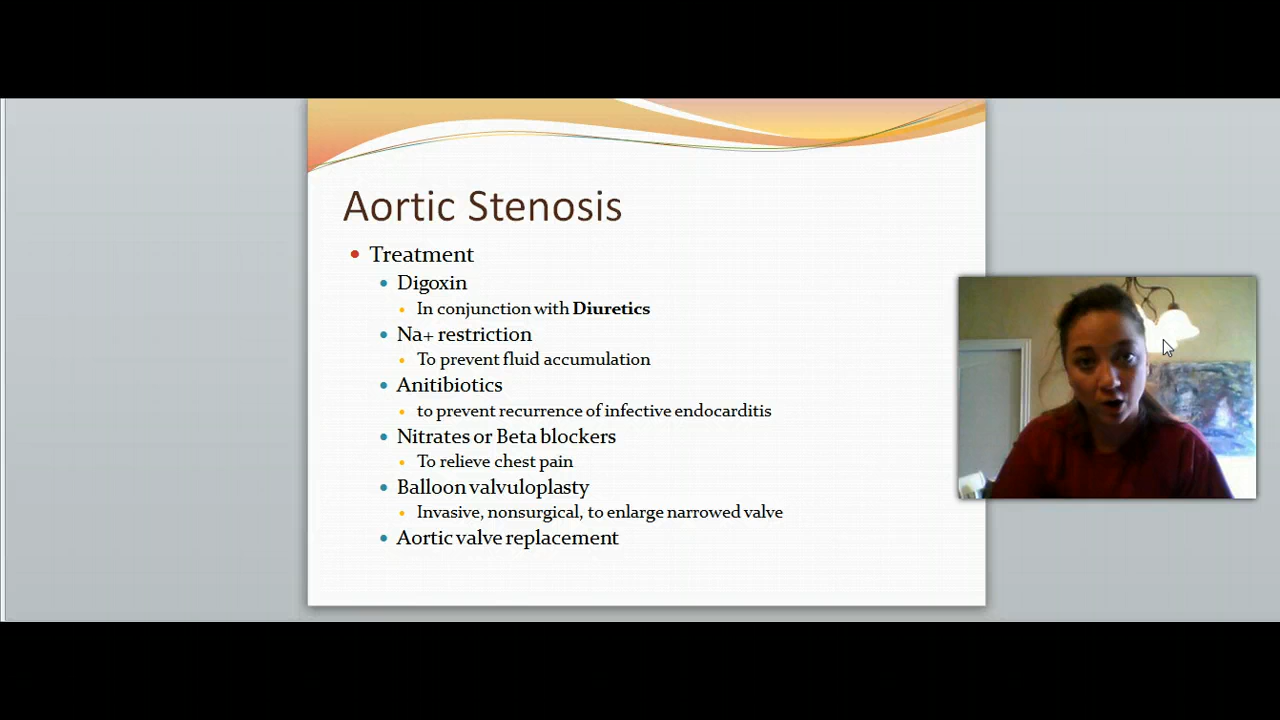 Aortic Stenosis
Treatment
Digoxin
In conjunction with Diuretics
Na+ restriction
To prevent fluid accumulation
Anitibiotics
to prevent recurrence of infective endocarditis
Nitrates or Beta blockers
To relieve chest pain
Balloon valvuloplasty
Invasive, nonsurgical, to enlarge narrowed valve
Aortic valve replacement